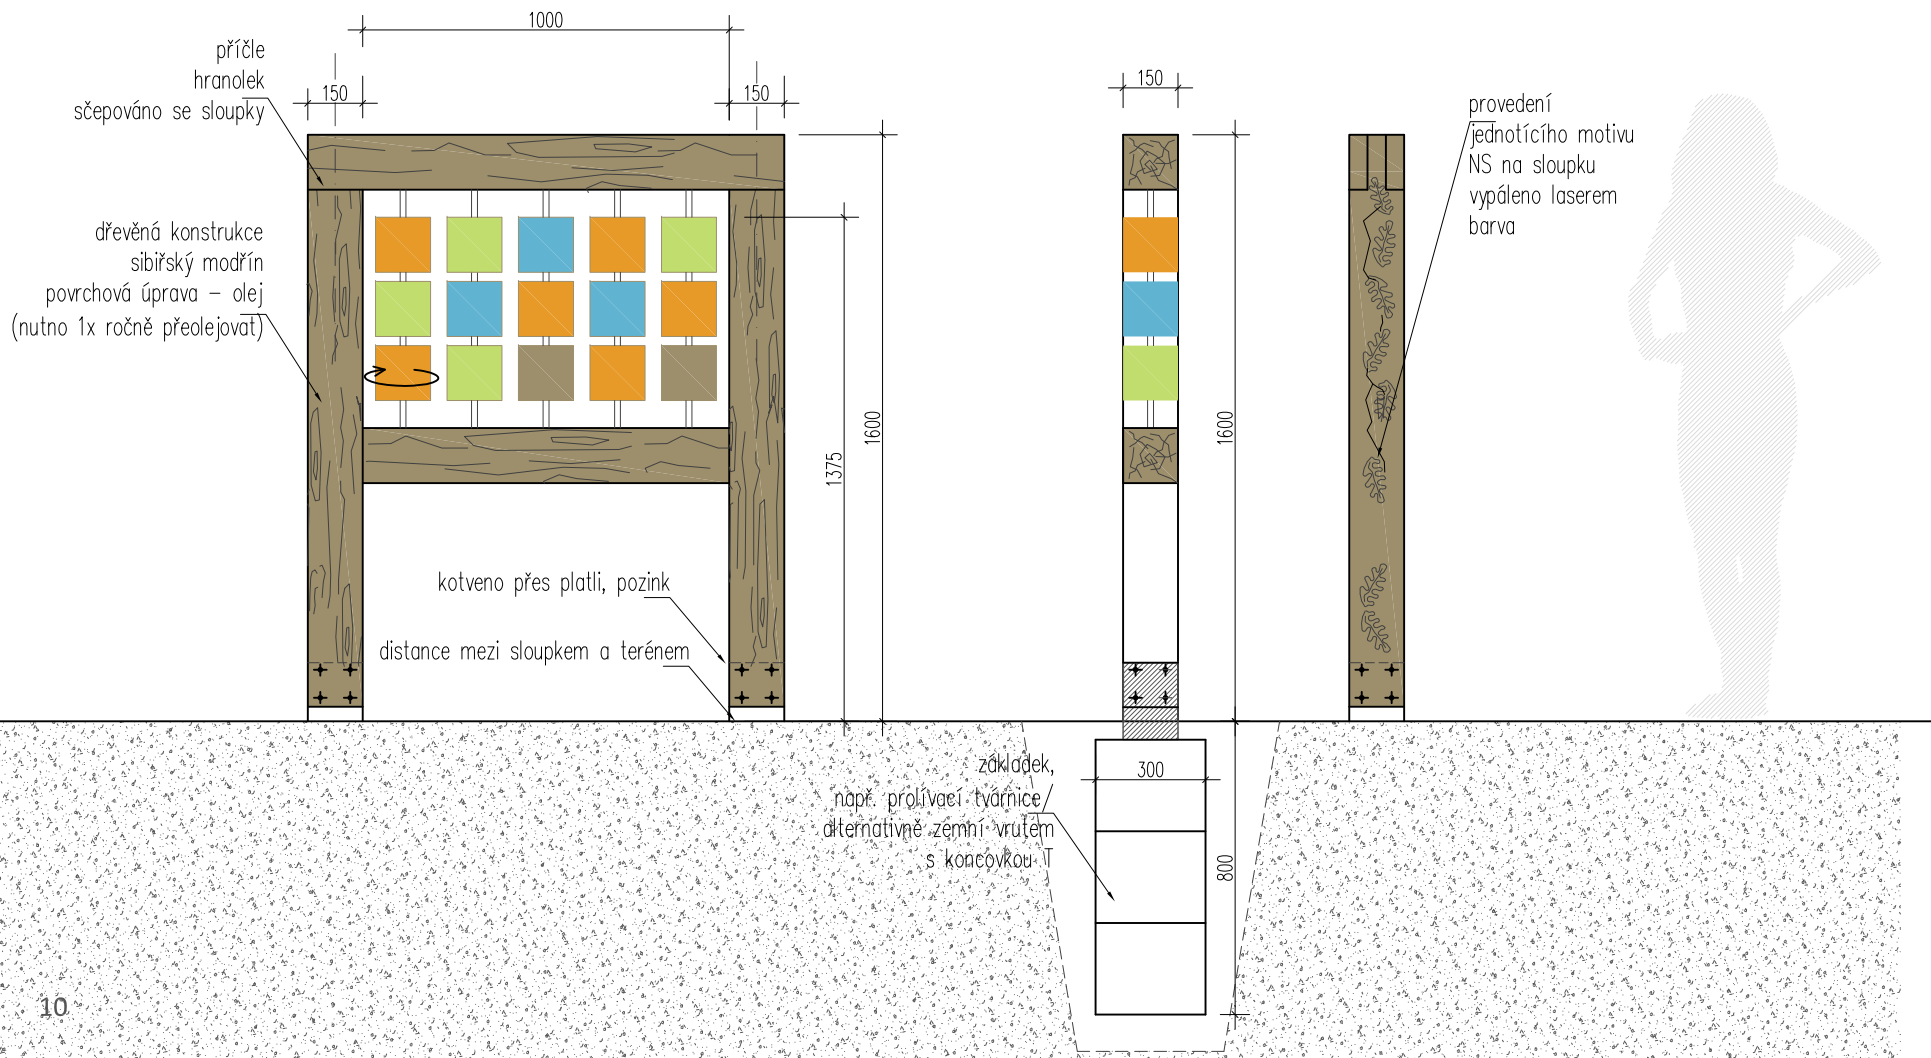 1000
příčle
hranolek
sčepováno se sloupky
150
150
150
provedení
jednotícího motivu
NS na sloupku
vypáleno laserem
barva
dřevěná konstrukce
sibiřský modřín
povrchová úprava – olej
(nutno 1x ročně přeolejovat)
1375
1600
1600
kotveno přes platli, pozink
distance mezi sloupkem a terénem
základek,
např. prolívací tvárnice
alternativně zemní vrutem
s koncovkou T
300
800
10